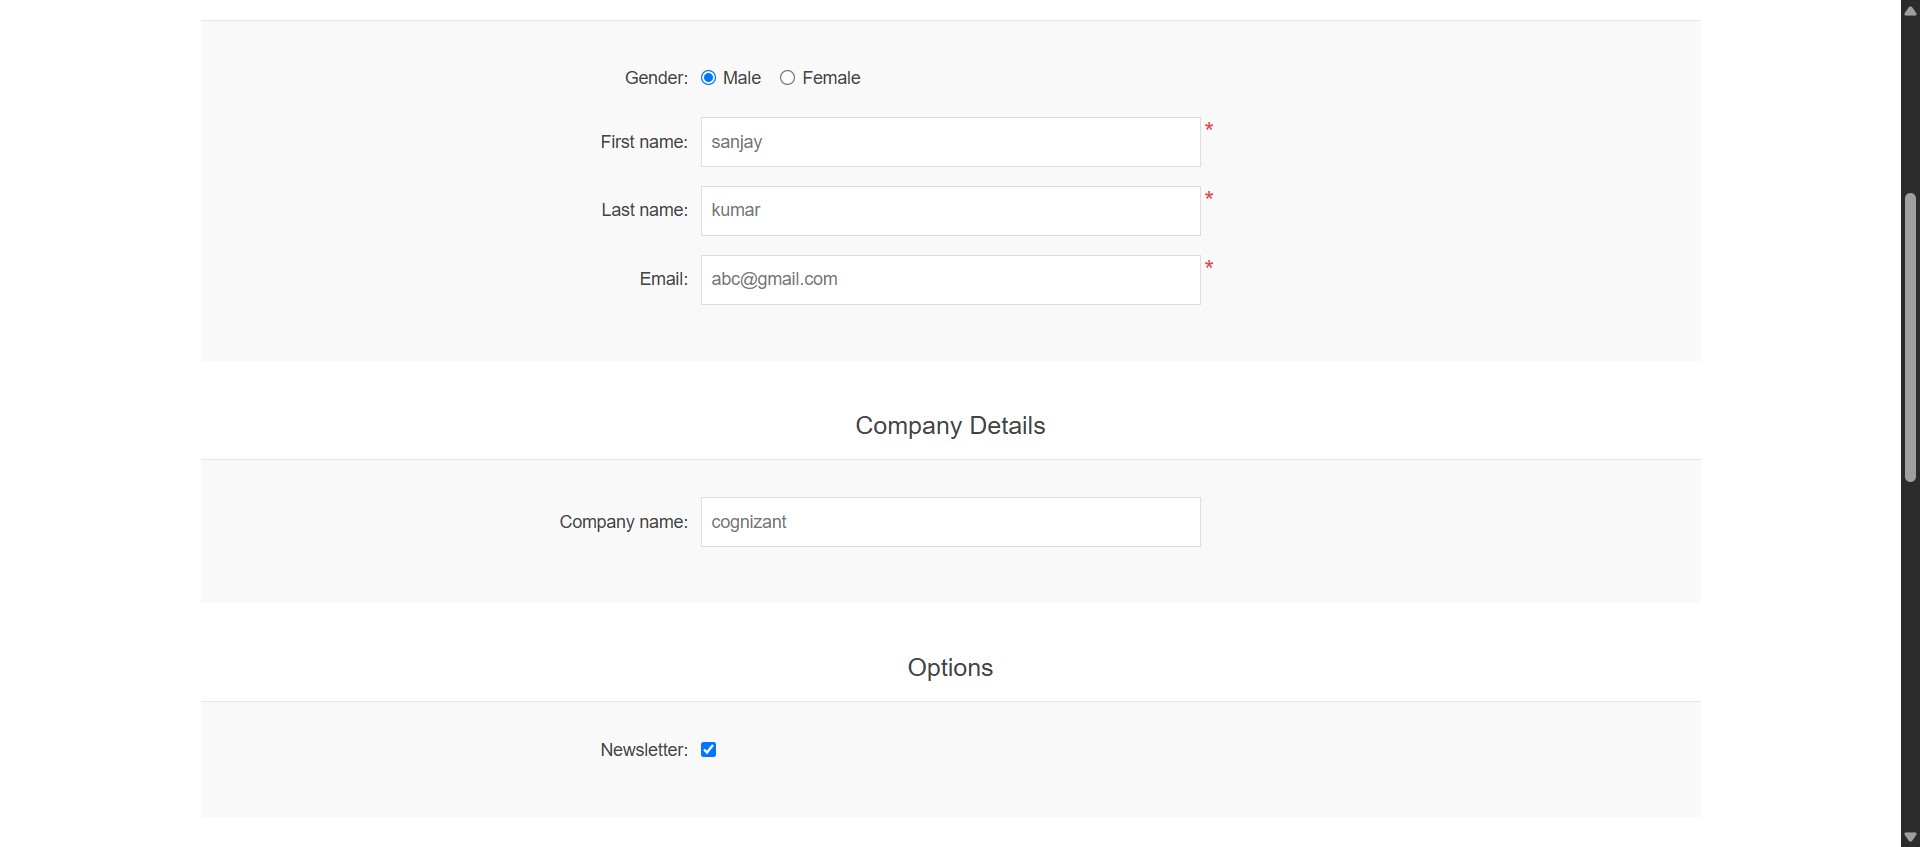 Gender: Male Female
First name: sanjay *
Last name: kumar *
Email: abc@gmail.com *
Company Details
Company name: cognizant
Options
Newsletter: